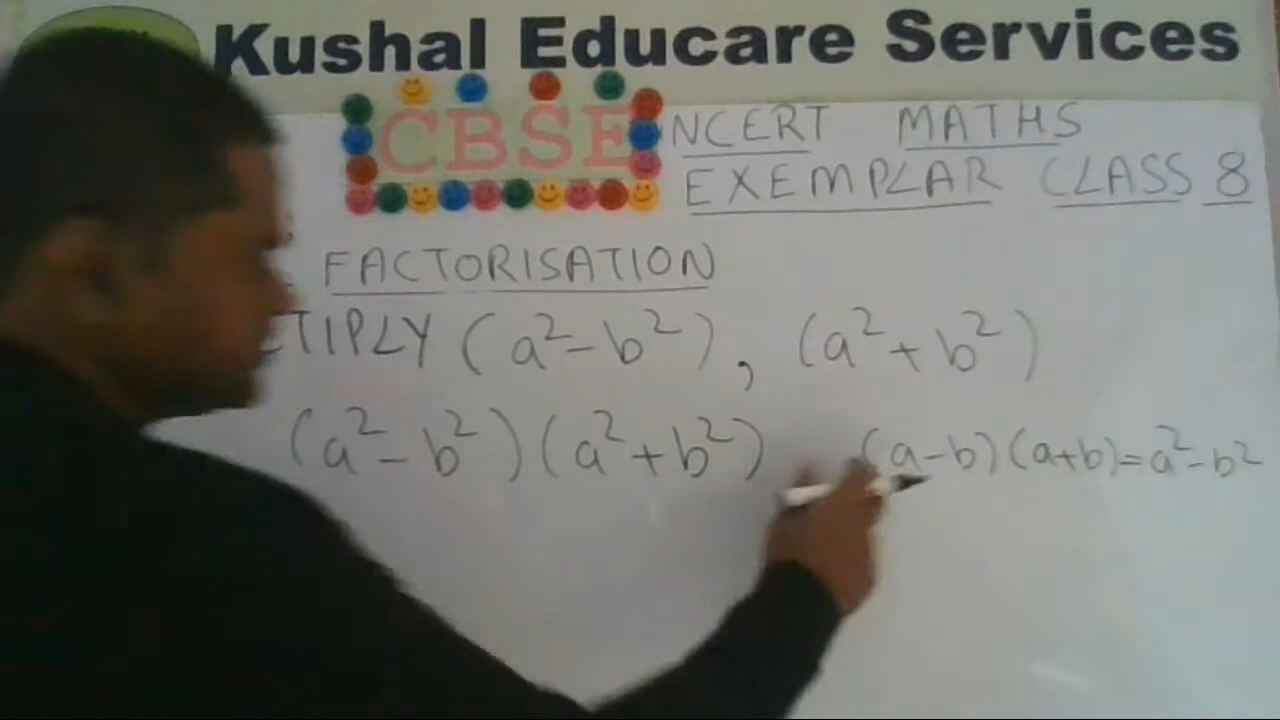 Kushal Educare Services
CBSE NCERT MATHS
EXEMPLAR CLASS 8
FACTORISATION
TIPLY (a²-b²), (a²+b²)
(a²-b²)(a²+b²) (a-b)(a+b)=a²-b²